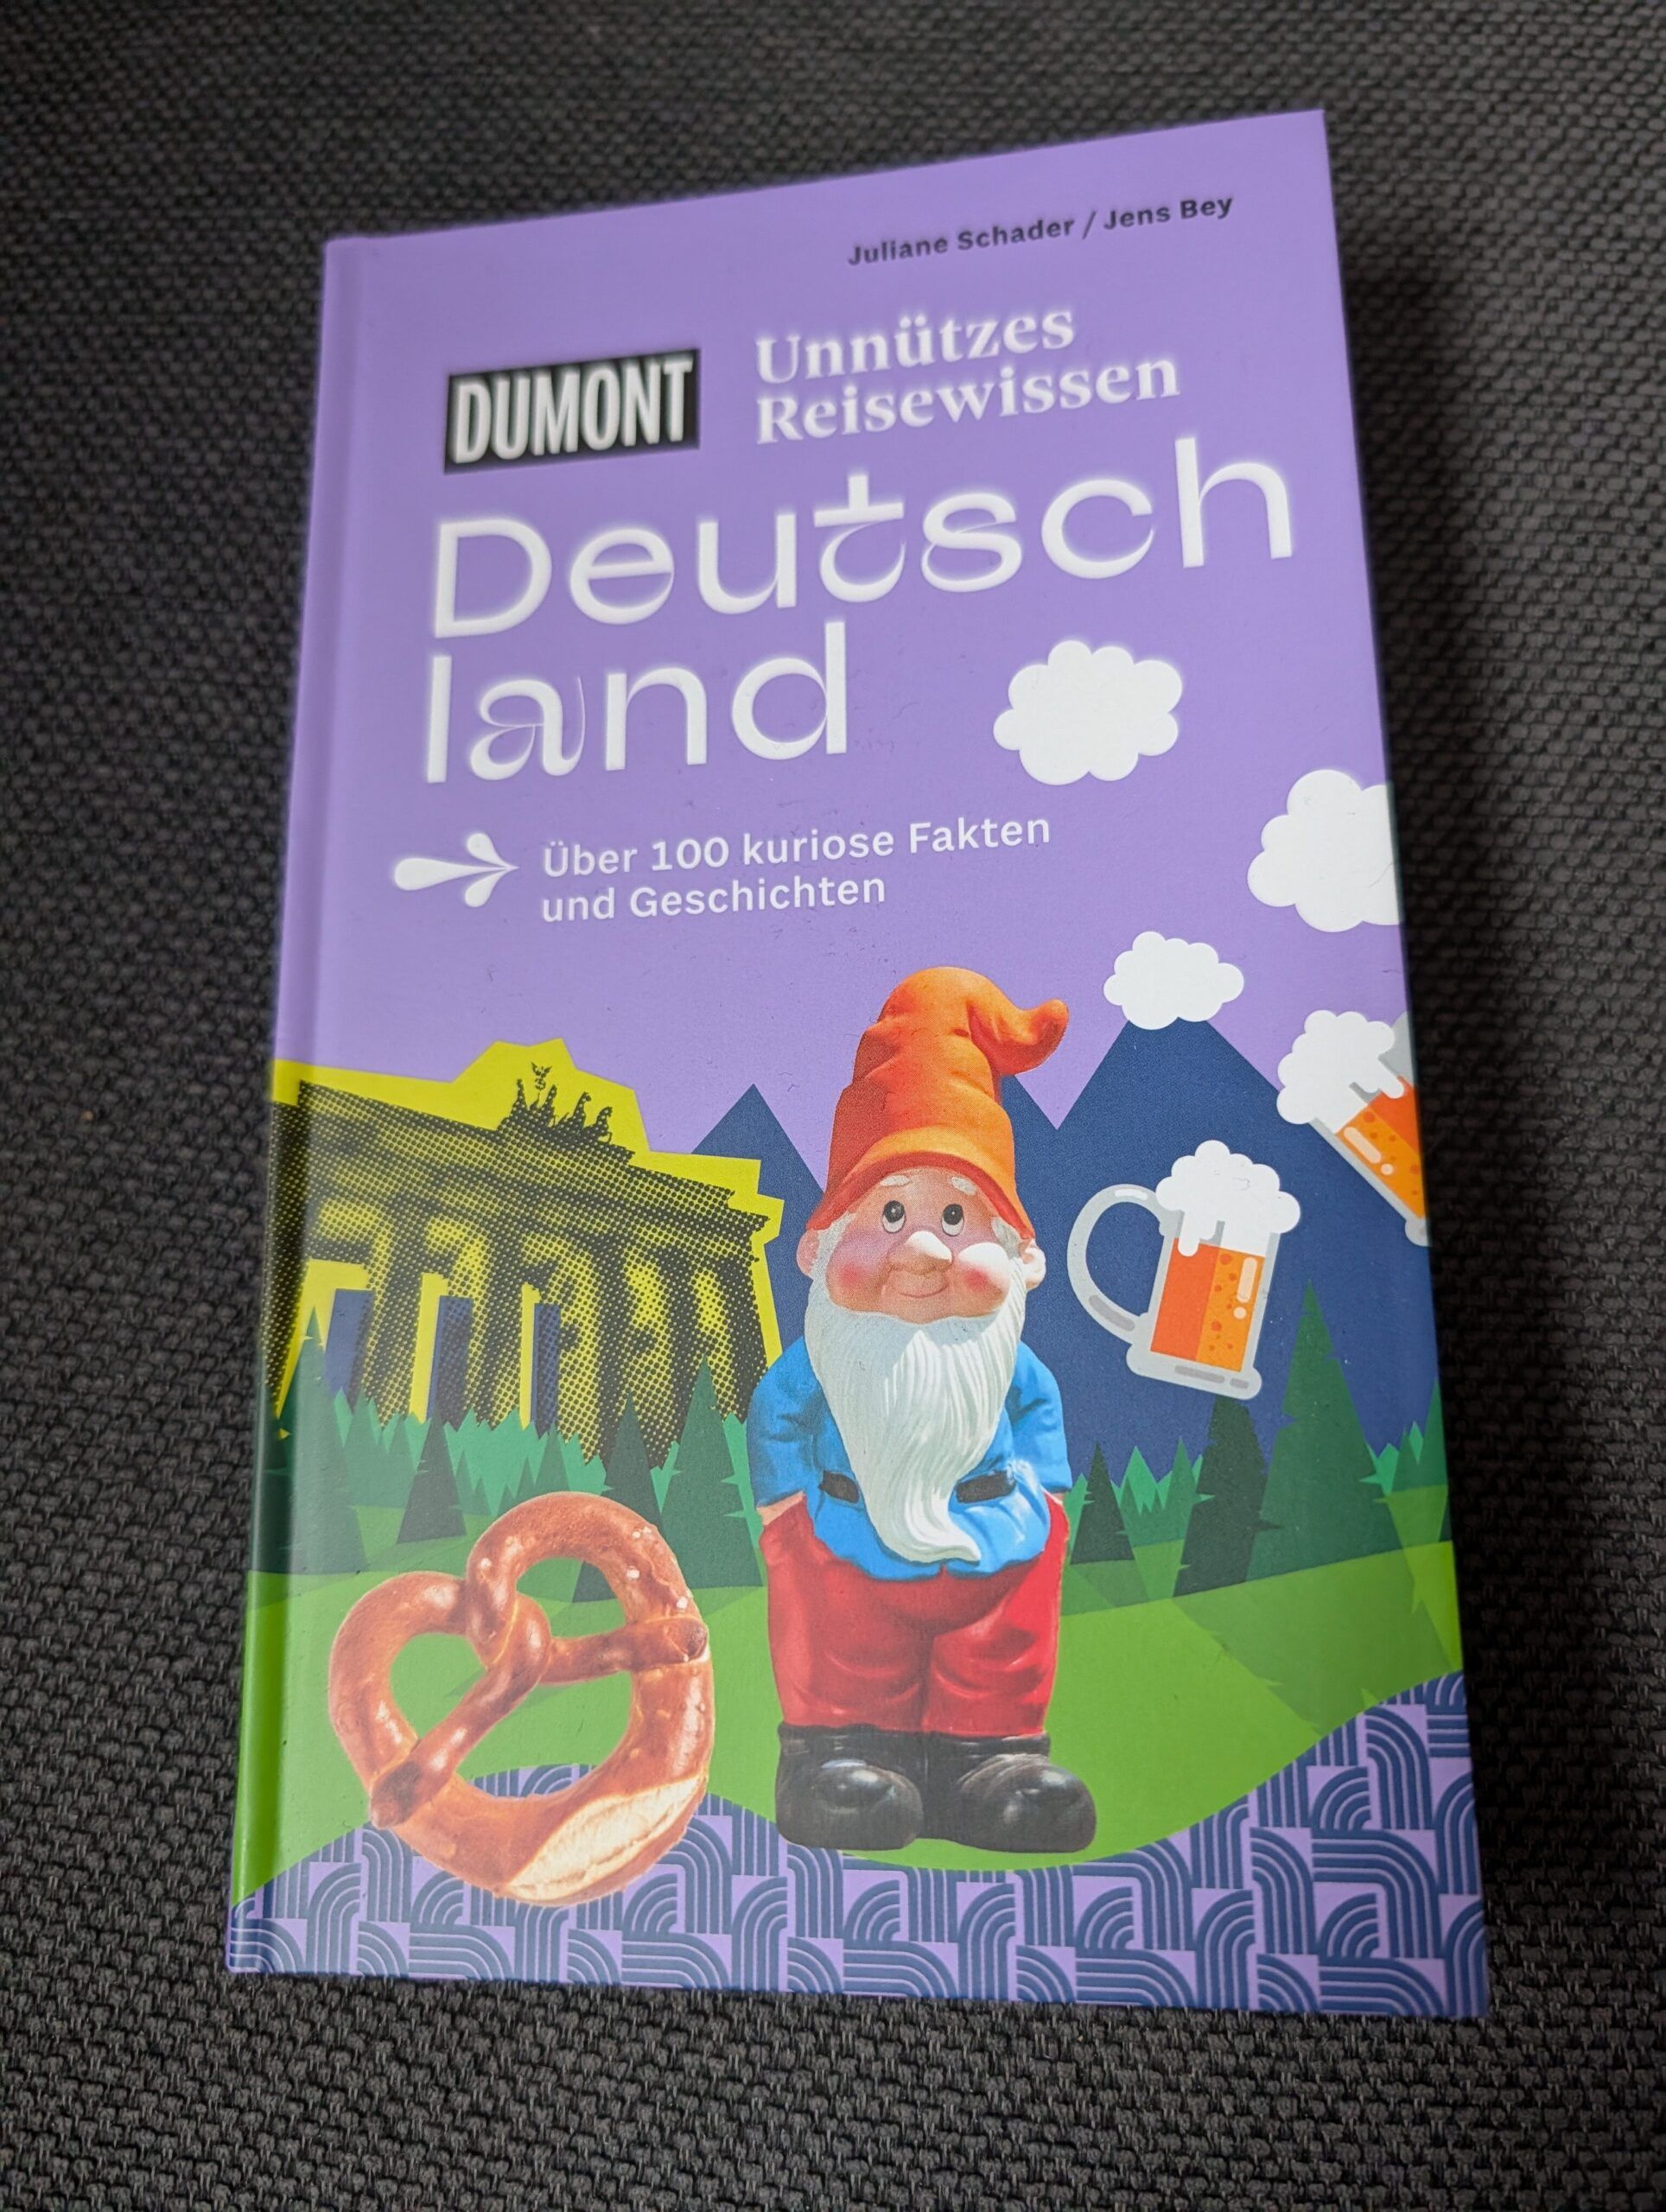 Juliane Schader / Jens Bey
DUMONT
Unnützes
Reisewissen
Deutsch
land
Über 100 kuriose Fakten
und Geschichten